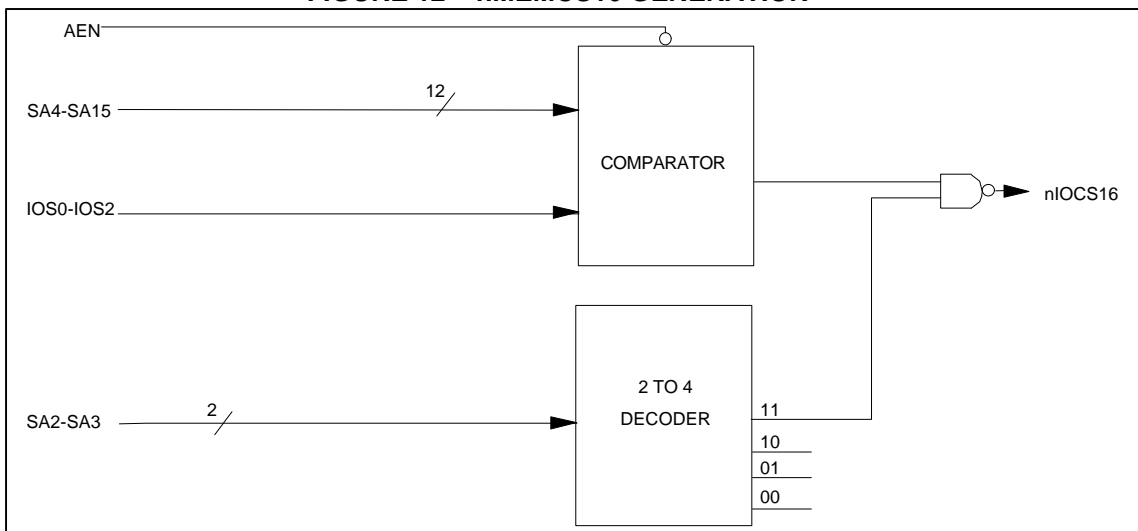 AEN
SA4-SA15
12
COMPARATOR
IOS0-IOS2
nIOCS16
2 TO 4
DECODER
SA2-SA3
2
11
10
01
00